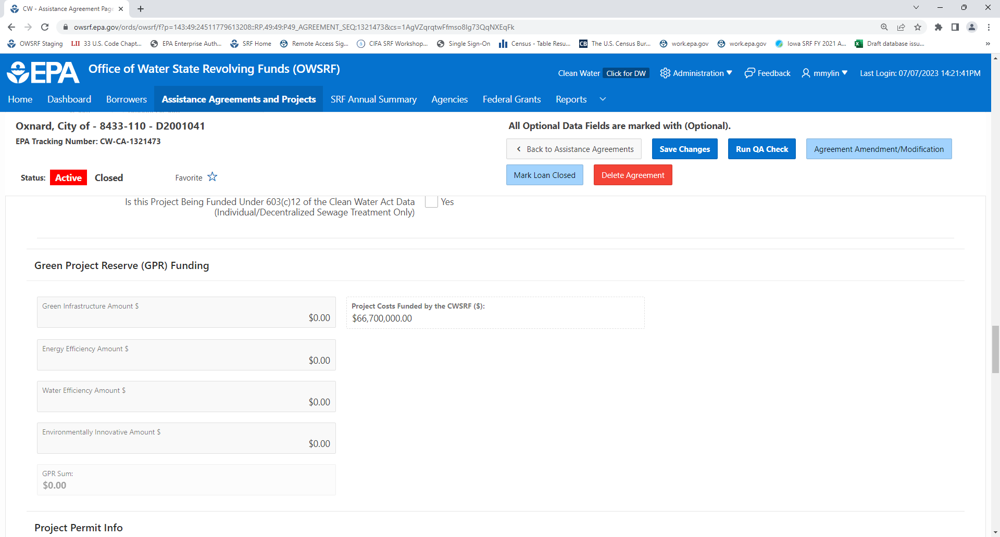 CW - Assistance Agreement Page
owsrf.epa.gov/ords/owsrf/f?p=143:49:24511779613208::RP,49:49:P49_AGREEMENT_SEQ:1321473&cs=1AgVZqrqtwFfmso8lg73QqNXEqFk
OWSRF Staging LII 33 U.S. Code Chapt... EPA Enterprise Auth... SRF Home Remote Access Sig... CIFA SRF Workshop... Single Sign-On Census - Table Resu... CB The U.S. Census Bur... work.epa.gov work.epa.gov Iowa SRF FY 2021 A... Draft database issu... »
EPA Office of Water State Revolving Funds (OWSRF)
Clean Water Click for DW Administration Feedback mmylin Last Login: 07/07/2023 14:21:41PM
Home Dashboard Borrowers Assistance Agreements and Projects SRF Annual Summary Agencies Federal Grants Reports
Oxnard, City of - 8433-110 - D2001041
EPA Tracking Number: CW-CA-1321473
All Optional Data Fields are marked with (Optional).
Back to Assistance Agreements Save Changes Run QA Check Agreement Amendment/Modification
Status: Active Closed Favorite
Mark Loan Closed Delete Agreement
Is this Project Being Funded Under 603(c)12 of the Clean Water Act Data Yes
(Individual/Decentralized Sewage Treatment Only)
Green Project Reserve (GPR) Funding
Green Infrastructure Amount $
$0.00
Project Costs Funded by the CWSRF ($):
$66,700,000.00
Energy Efficiency Amount $
$0.00
Water Efficiency Amount $
$0.00
Environmentally Innovative Amount $
$0.00
GPR Sum:
$0.00
Project Permit Info